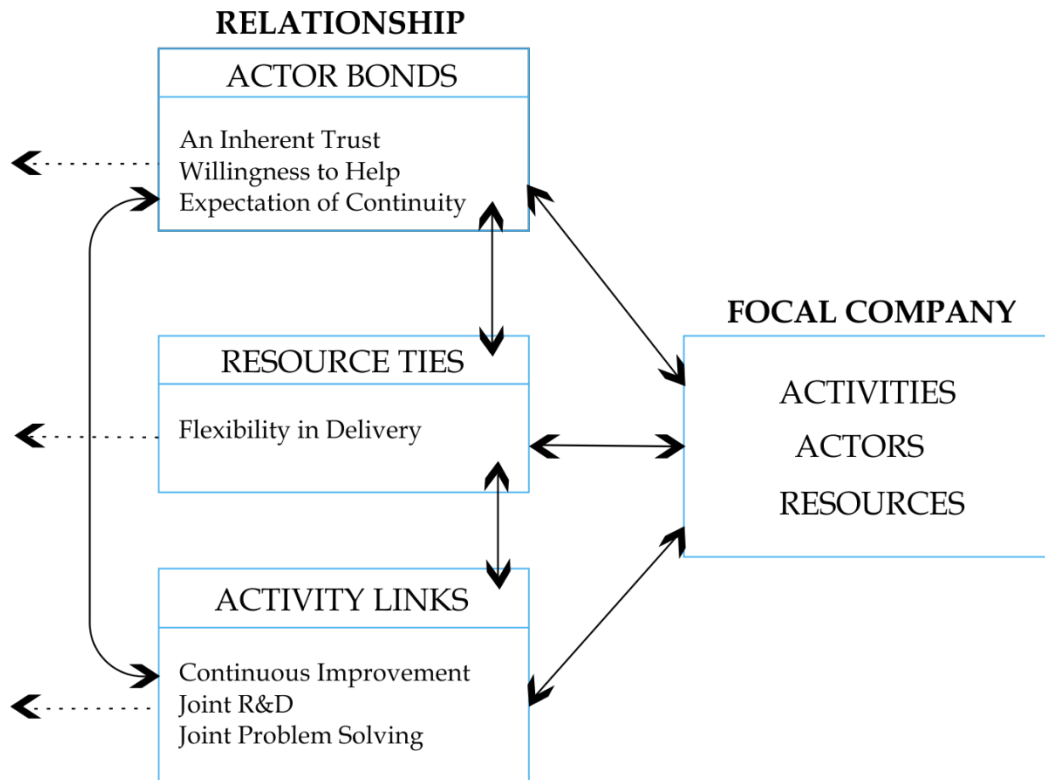 RELATIONSHIP
ACTOR BONDS
An Inherent Trust
Willingness to Help
Expectation of Continuity
RESOURCE TIES
Flexibility in Delivery
ACTIVITY LINKS
Continuous Improvement
Joint R&D
Joint Problem Solving
FOCAL COMPANY
ACTIVITIES
ACTORS
RESOURCES